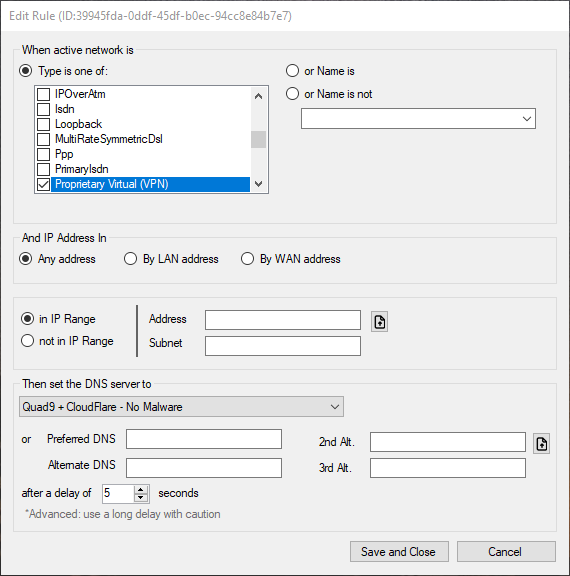 Edit Rule (ID:39945fda-0ddf-45df-b0ec-94cc8e84b7e7)
When active network is
Type is one of:
IPOverAtm
Isdn
Loopback
MultiRateSymmetricDsl
Ppp
PrimaryIsdn
Proprietary Virtual (VPN)
or Name is
or Name is not
And IP Address In
Any address
By LAN address
By WAN address
in IP Range
not in IP Range
Address
Subnet
Then set the DNS server to
Quad9 + CloudFlare - No Malware
or Preferred DNS
2nd Alt.
Alternate DNS
3rd Alt.
after a delay of 5 seconds
*Advanced: use a long delay with caution
Save and Close
Cancel